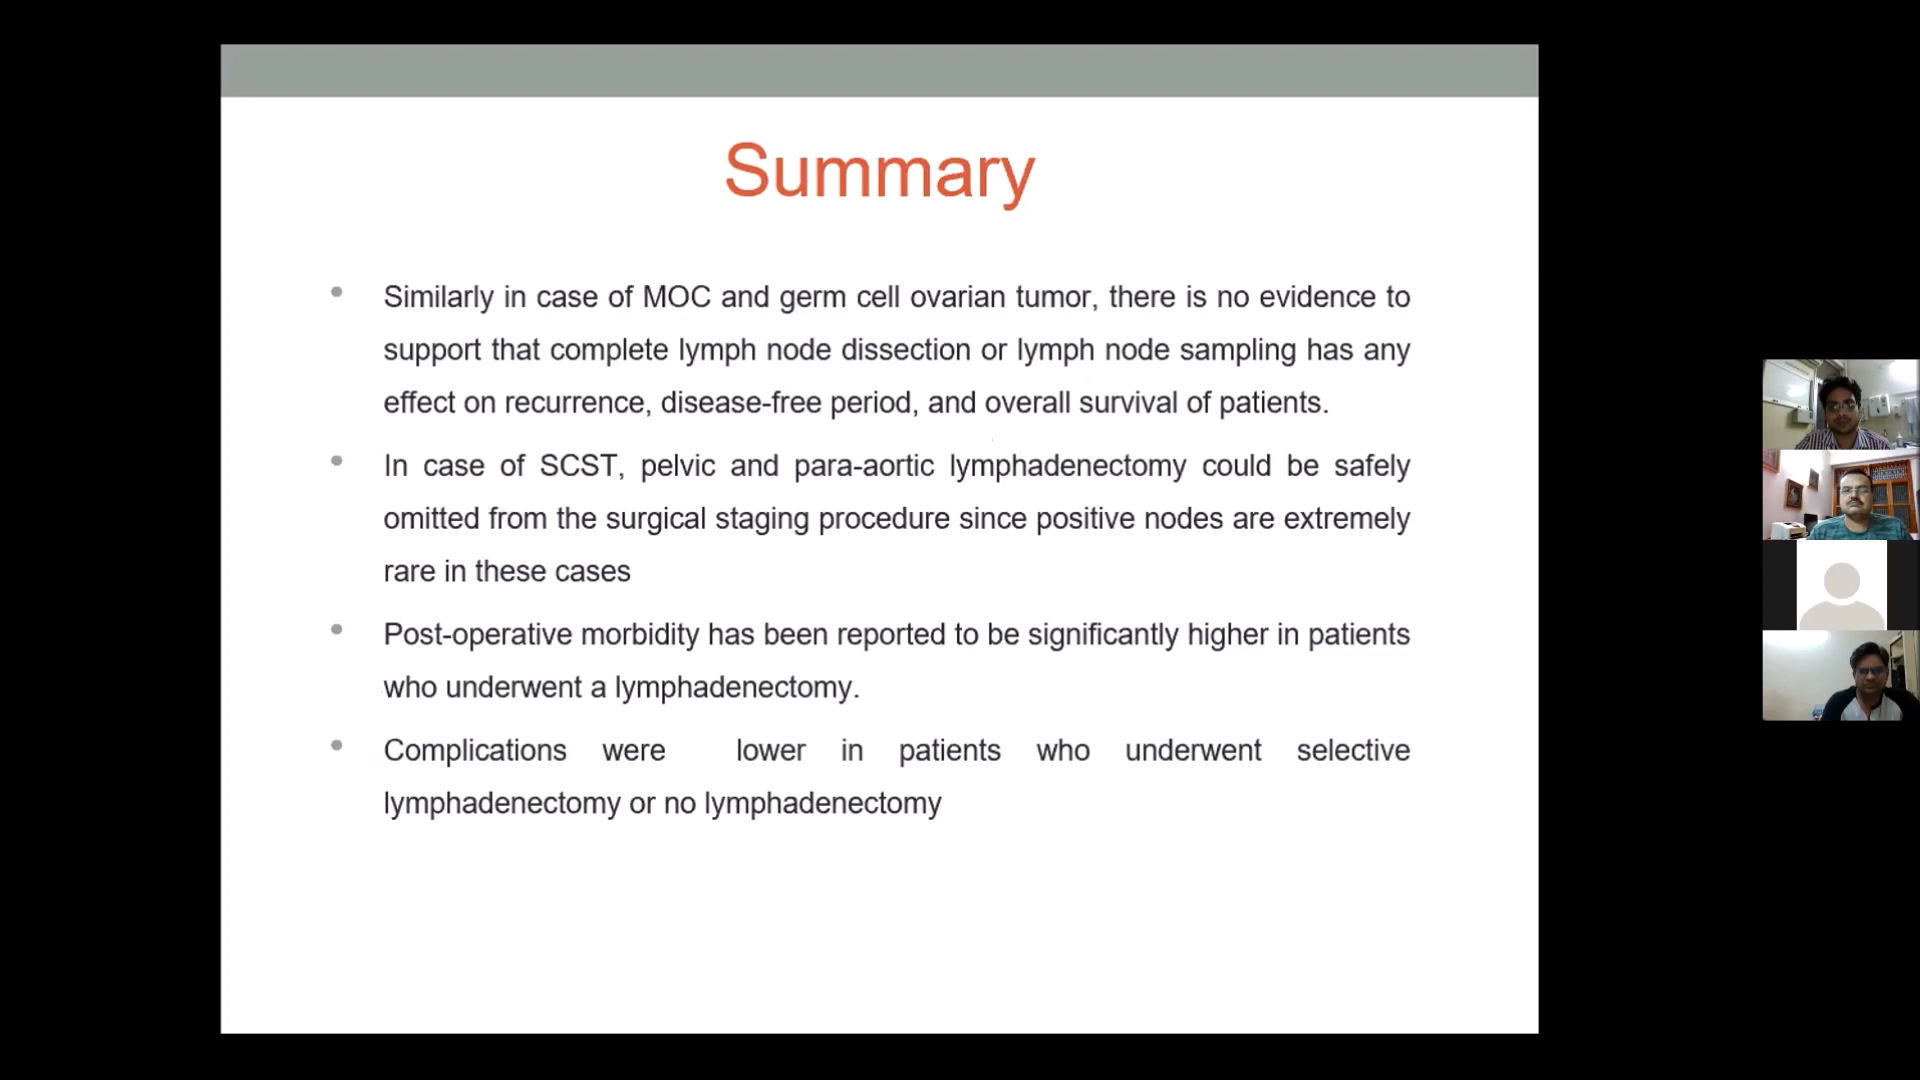 Summary
Similarly in case of MOC and germ cell ovarian tumor, there is no evidence to
support that complete lymph node dissection or lymph node sampling has any
effect on recurrence, disease-free period, and overall survival of patients.
In case of SCST, pelvic and para-aortic lymphadenectomy could be safely
omitted from the surgical staging procedure since positive nodes are extremely
rare in these cases
Post-operative morbidity has been reported to be significantly higher in patients
who underwent a lymphadenectomy.
Complications were lower in patients who underwent selective
lymphadenectomy or no lymphadenectomy